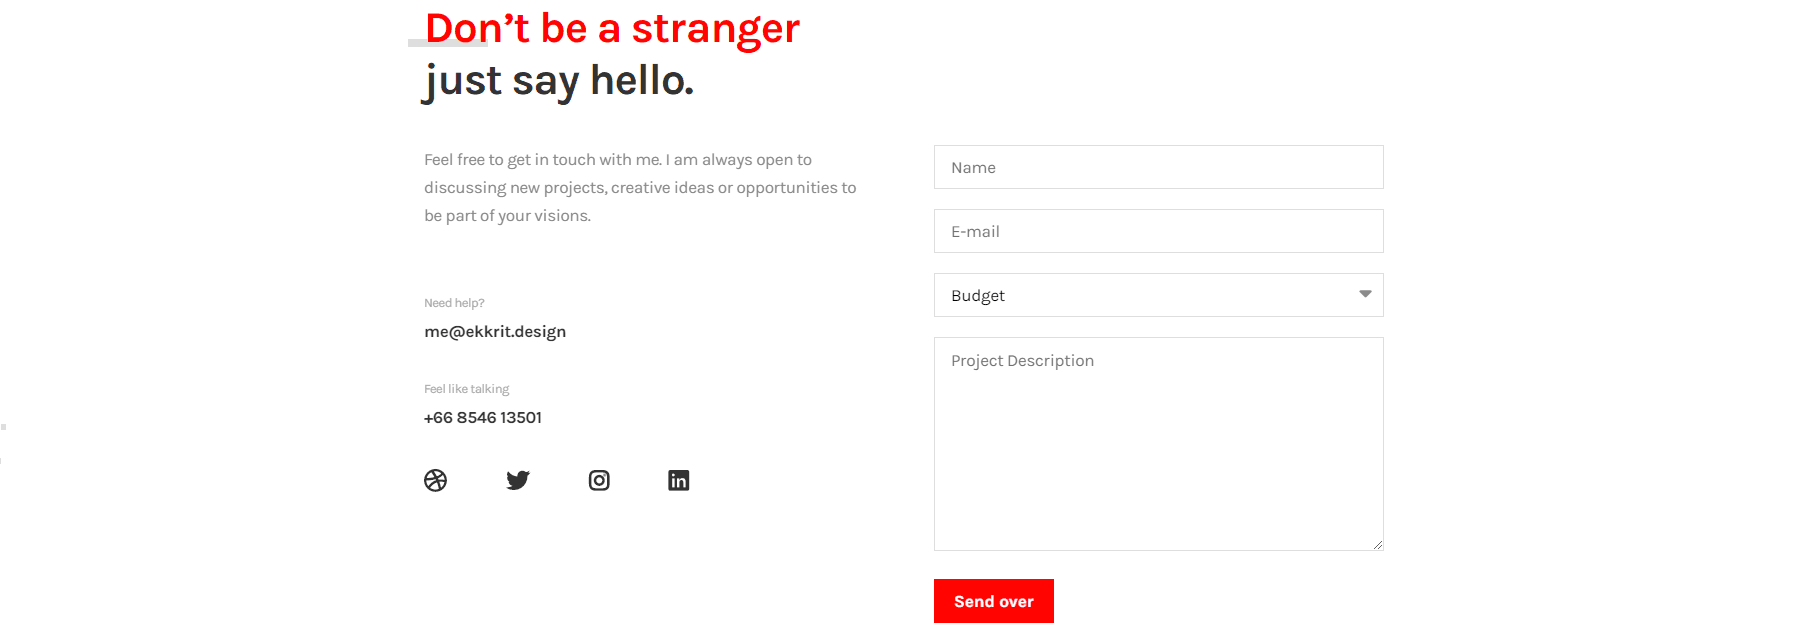 Don’t be a stranger
just say hello.
Feel free to get in touch with me. I am always open to
discussing new projects, creative ideas or opportunities to
be part of your visions.
Need help?
me@ekkrit.design
Feel like talking
+66 8546 13501
Name
E-mail
Budget
Project Description
Send over